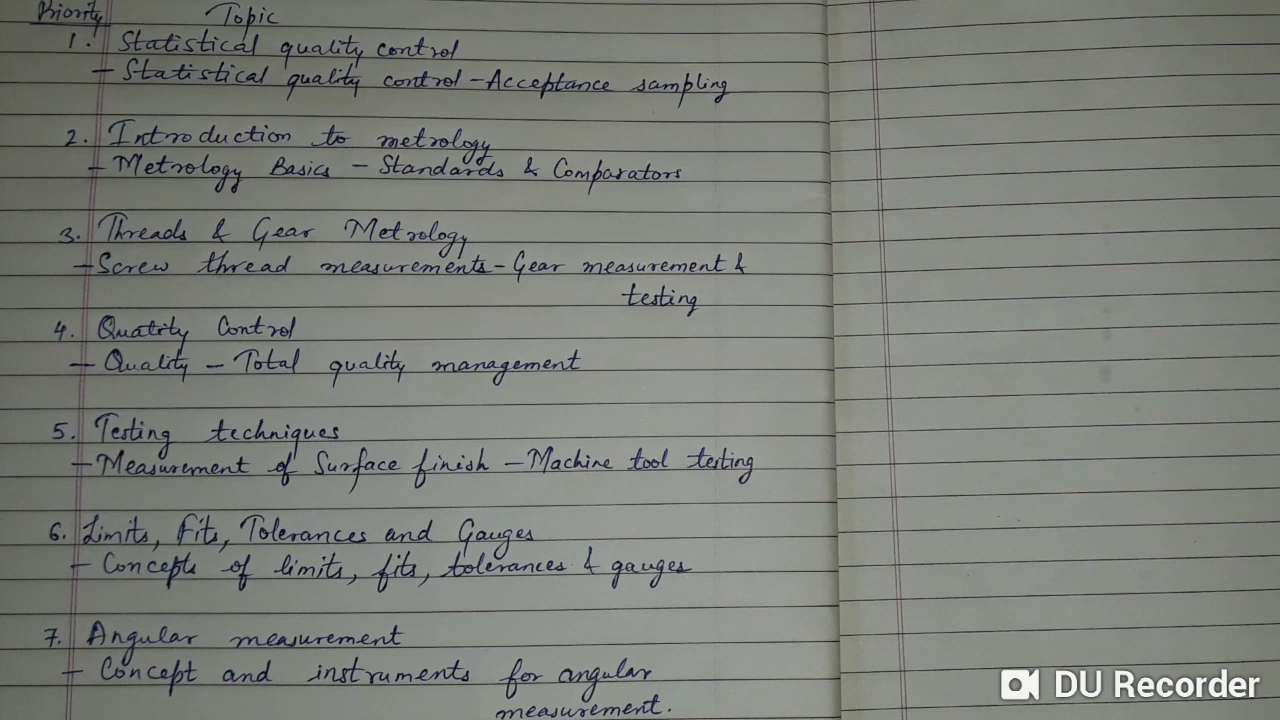 Priority Topic
1. Statistical quality control
- Statistical quality control - Acceptance sampling
2. Introduction to metrology
- Metrology Basics - Standards & Comparators
3. Threads & Gear Metrology
- Screw thread measurements - Gear measurement &
testing
4. Quality Control
- Quality - Total quality management
5. Testing techniques
- Measurement of Surface finish - Machine tool testing
6. Limits, Fits, Tolerances and Gauges
- Concepts of limits, fits, tolerances & gauges
7. Angular measurement
- Concept and instruments for angular
measurement.
DU Recorder